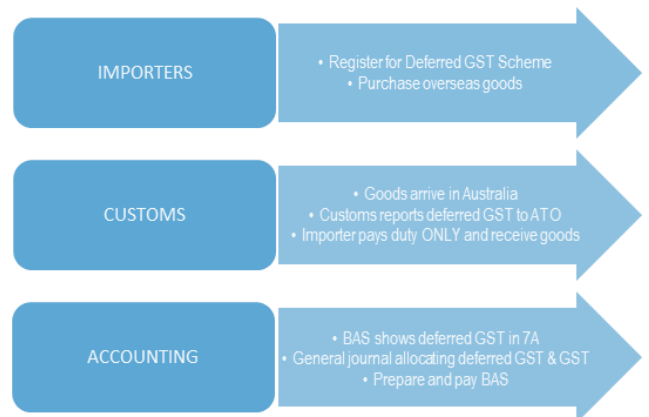 IMPORTERS
• Register for Deferred GST Scheme
• Purchase overseas goods
CUSTOMS
• Goods arrive in Australia
• Customs reports deferred GST to ATO
• Importer pays duty ONLY and receive goods
ACCOUNTING
• BAS shows deferred GST in 7A
• General journal allocating deferred GST & GST
• Prepare and pay BAS